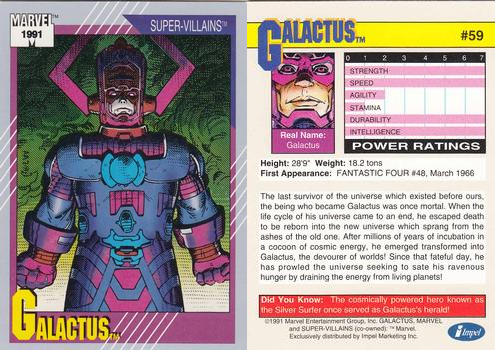 MARVEL
1991
SUPER-VILLAINS™
GALACTUS™
GALACTUS™
#59
0 1 2 3 4 5 6 7
STRENGTH
SPEED
AGILITY
STAMINA
DURABILITY
INTELLIGENCE
POWER RATINGS
Real Name:
Galactus
Height: 28'9" Weight: 18.2 tons
First Appearance: FANTASTIC FOUR #48, March 1966
The last survivor of the universe which existed before ours,
the being who became Galactus was once mortal. When the
life cycle of his universe came to an end, he escaped death
to be reborn into the new universe which sprang from the
ashes of the old one. After millions of years of incubation
in a cocoon of cosmic energy, he emerged transformed into
Galactus, the devourer of worlds! Since that fateful day, he
has prowled the universe seeking to sate his ravenous
hunger by draining the energy from living planets!
Did You Know: The cosmically powered hero known as
the Silver Surfer once served as Galactus's herald!
©1991 Marvel Entertainment Group, Inc. GALACTUS, MARVEL
and SUPER-VILLAINS (co-owned): ™ Marvel.
Exclusively distributed by Impel Marketing Inc.
impel